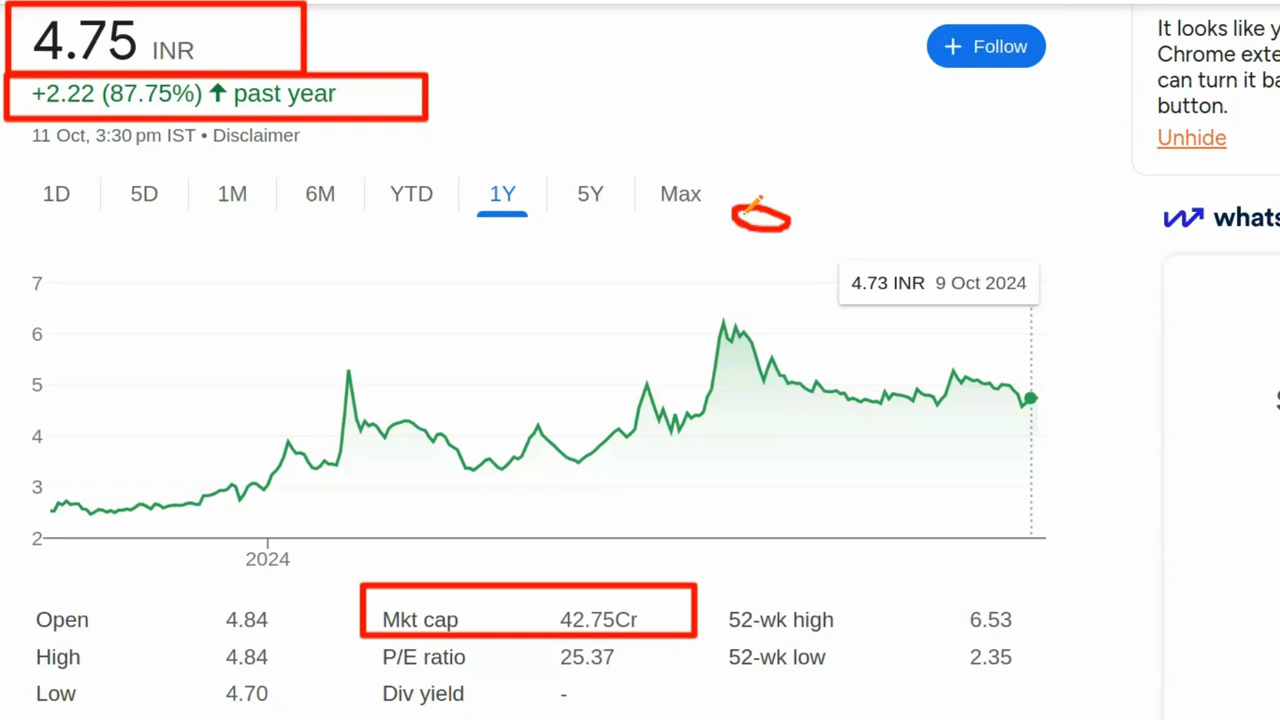 4.75 INR
+2.22 (87.75%) ↑ past year
11 Oct, 3:30 pm IST • Disclaimer
+ Follow
1D 5D 1M 6M YTD 1Y 5Y Max
4.73 INR 9 Oct 2024
7
6
5
4
3
2
2024
Open 4.84 Mkt cap 42.75Cr 52-wk high 6.53
High 4.84 P/E ratio 25.37 52-wk low 2.35
Low 4.70 Div yield -
It looks like
Chrome
can turn it
button.
Unhide